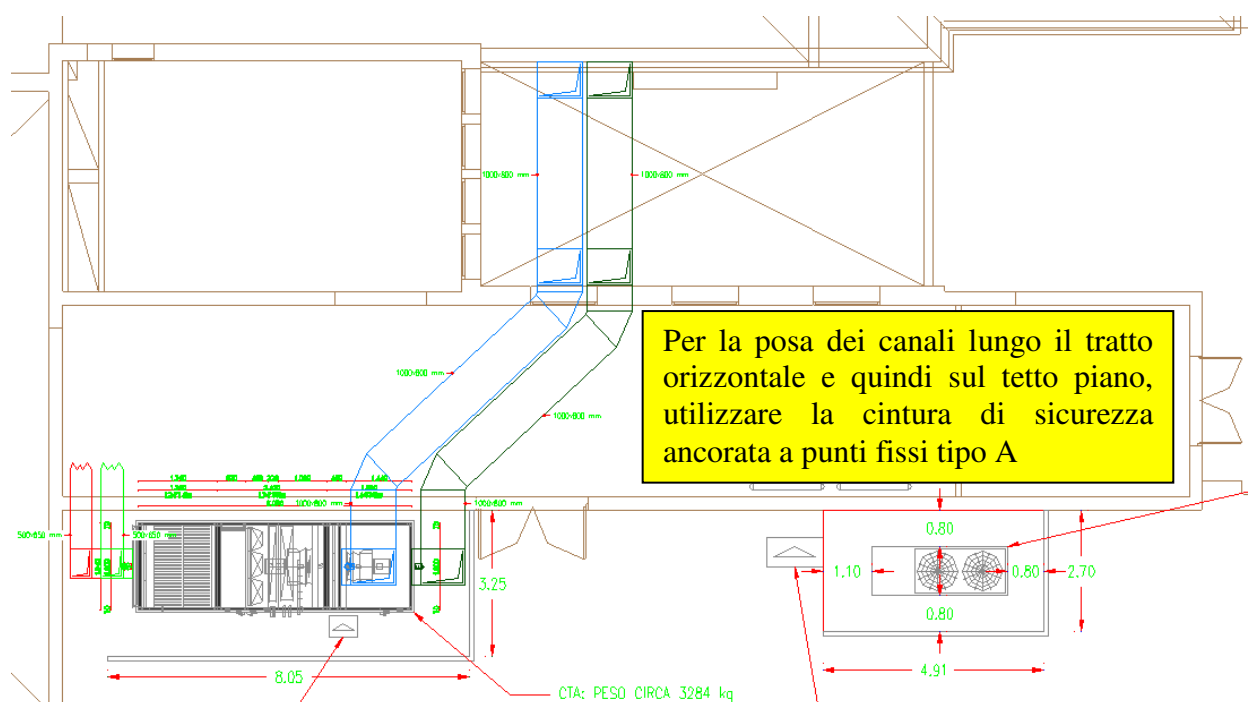 1000x800 mm
1000x800 mm
Per la posa dei canali lungo il tratto
orizzontale e quindi sul tetto piano,
utilizzare la cintura di sicurezza
ancorata a punti fissi tipo A
1000x800 mm
1000x800 mm
1000x800 mm
1000x800 mm
500x650 mm
500x650 mm
3.25
0.80
1.10
0.80
2.70
0.80
8.05
4.91
CTA: PESO CIRCA 3284 kg